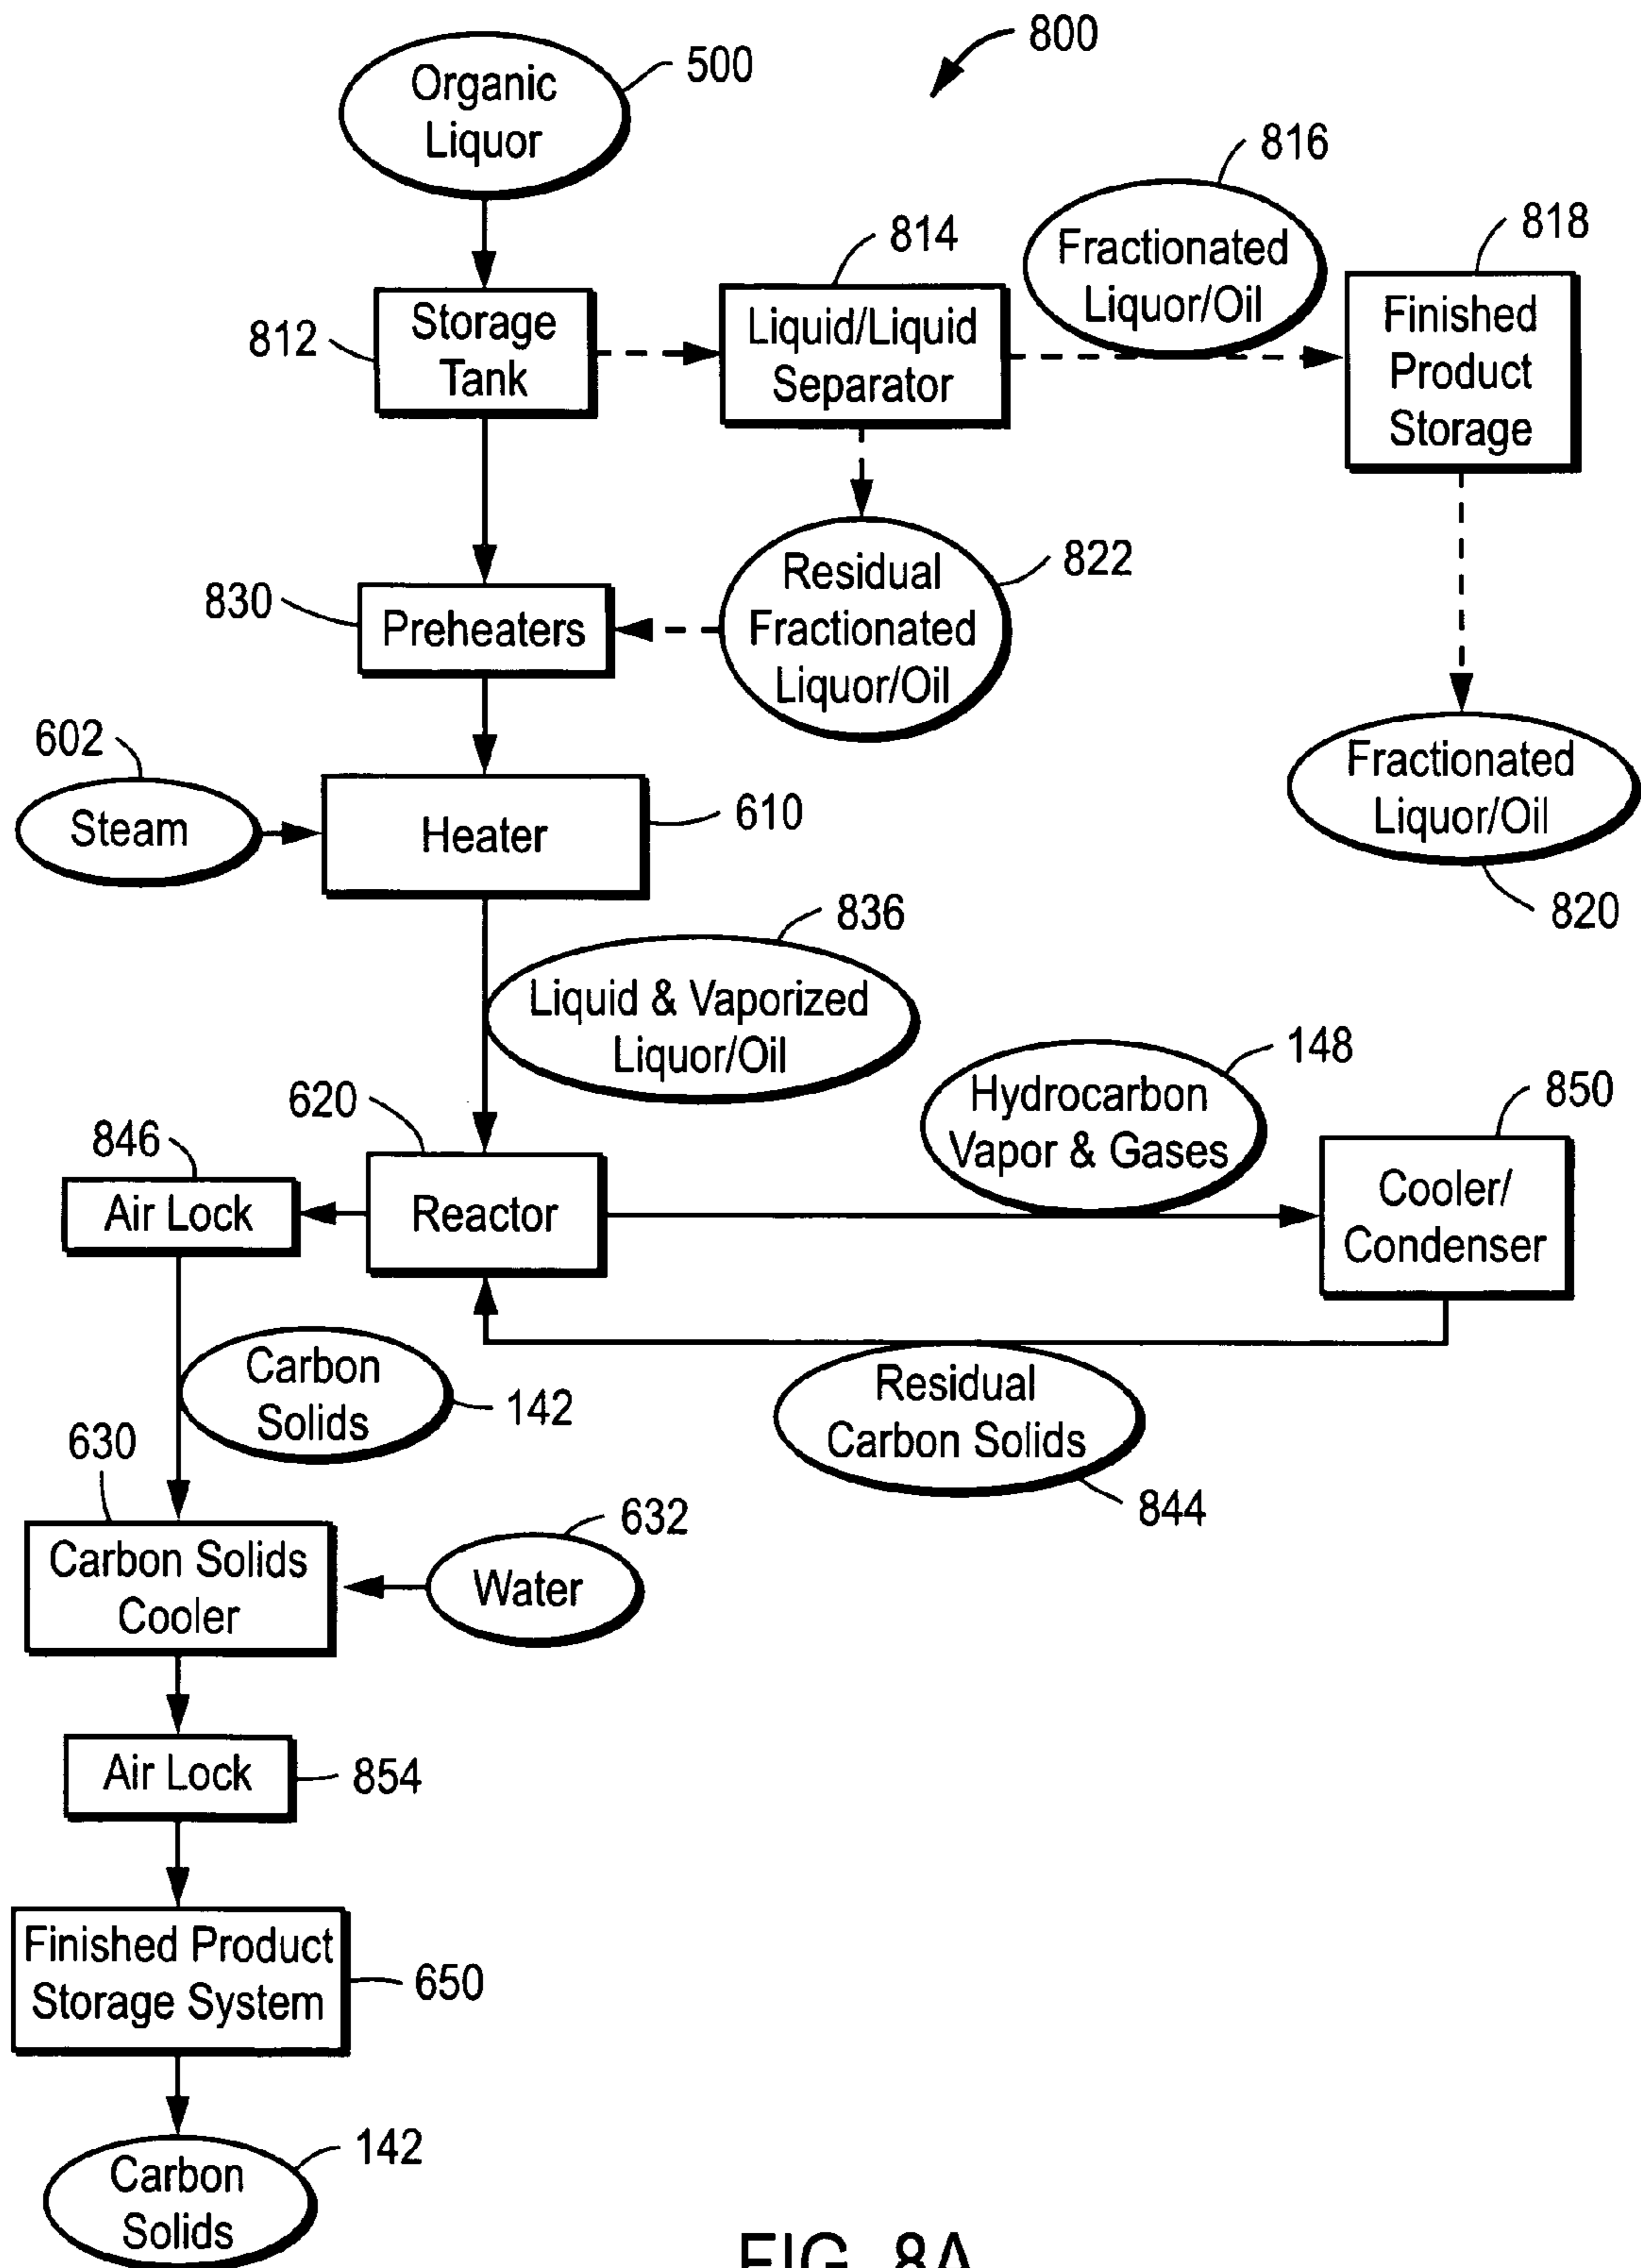 800
Organic
Liquor
500
816
Fractionated
Liquor/Oil
818
814
812
Storage
Tank
Liquid/Liquid
Separator
Finished
Product
Storage
830
Preheaters
Residual
Fractionated
Liquor/Oil
822
602
Steam
Heater
610
Fractionated
Liquor/Oil
820
836
Liquid & Vaporized
Liquor/Oil
620
148
Hydrocarbon
Vapor & Gases
850
846
Air Lock
Reactor
Cooler/
Condenser
Carbon
Solids
142
Residual
Carbon Solids
844
630
Carbon Solids
Cooler
632
Water
Air Lock
854
Finished Product
Storage System
650
142
Carbon
Solids
FIG. 8A